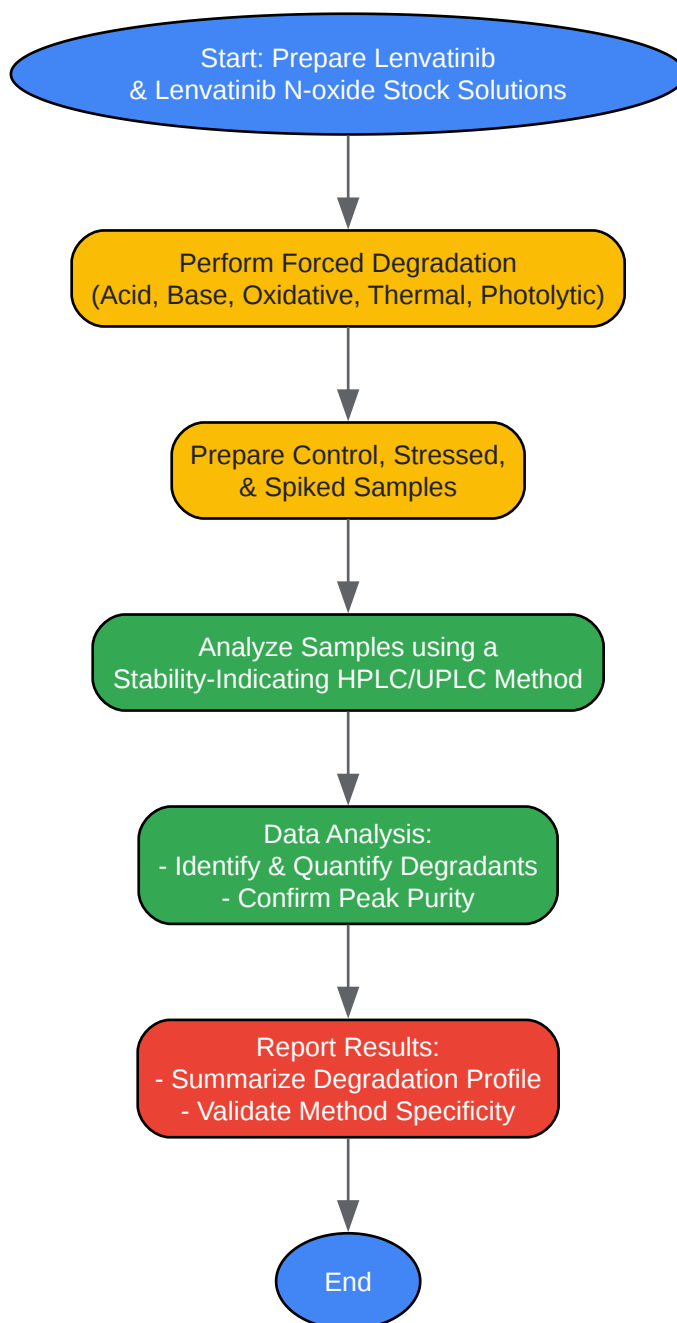 Start: Prepare Lenvatinib
& Lenvatinib N-oxide Stock Solutions
Perform Forced Degradation
(Acid, Base, Oxidative, Thermal, Photolytic)
Prepare Control, Stressed,
& Spiked Samples
Analyze Samples using a
Stability-Indicating HPLC/UPLC Method
Data Analysis:
- Identify & Quantify Degradants
- Confirm Peak Purity
Report Results:
- Summarize Degradation Profile
- Validate Method Specificity
End